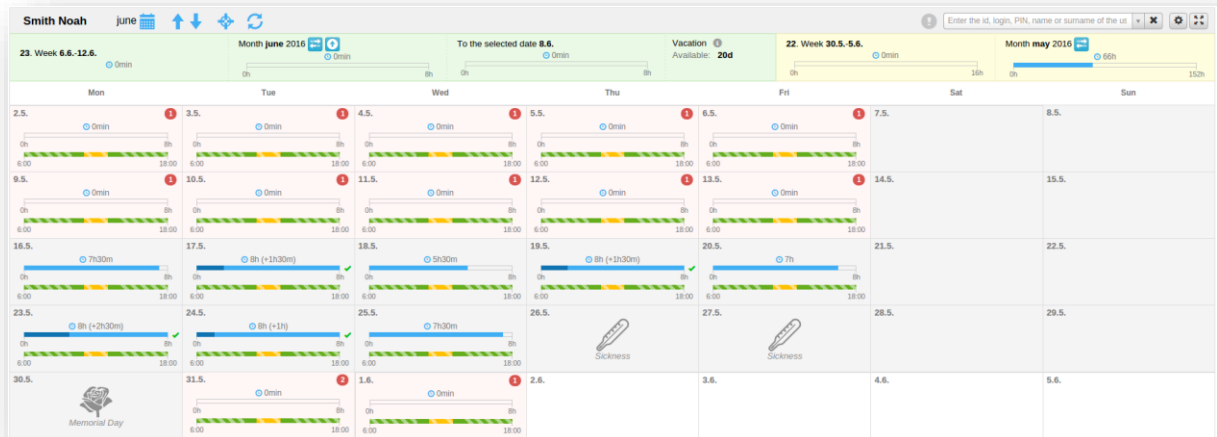 Smith Noah june Enter the id, login, PIN, name or surname of the us
23. Week 6.6.-12.6. Month june 2016 To the selected date 8.6. Vacation 22. Week 30.5.-5.6. Month may 2016
0min 0min 0min Available: 20d 0min 66h
0h 8h 0h 8h 0h 16h 0h 152h
Mon Tue Wed Thu Fri Sat Sun
2.5. 1 3.5. 1 4.5. 1 5.5. 1 6.5. 1 7.5. 8.5.
0min 0min 0min 0min 0min
0h 8h 0h 8h 0h 8h 0h 8h 0h 8h
6:00 18:00 6:00 18:00 6:00 18:00 6:00 18:00 6:00 18:00
9.5. 1 10.5. 1 11.5. 1 12.5. 1 13.5. 1 14.5. 15.5.
0min 0min 0min 0min 0min
0h 8h 0h 8h 0h 8h 0h 8h 0h 8h
6:00 18:00 6:00 18:00 6:00 18:00 6:00 18:00 6:00 18:00
16.5. 17.5. 18.5. 19.5. 20.5. 21.5. 22.5.
7h30m 8h (+1h30m) 5h30m 8h (+1h30m) 7h
0h 8h 0h 8h 0h 8h 0h 8h 0h 8h
6:00 18:00 6:00 18:00 6:00 18:00 6:00 18:00 6:00 18:00
23.5. 24.5. 25.5. 26.5. 27.5. 28.5. 29.5.
8h (+2h30m) 8h (+1h) 7h30m
0h 8h 0h 8h 0h 8h Sickness Sickness
6:00 18:00 6:00 18:00 6:00 18:00
30.5. 31.5. 2 1.6. 1 2.6. 3.6. 4.6. 5.6.
0min 0min
0h 8h 0h 8h
Memorial Day
6:00 18:00 6:00 18:00